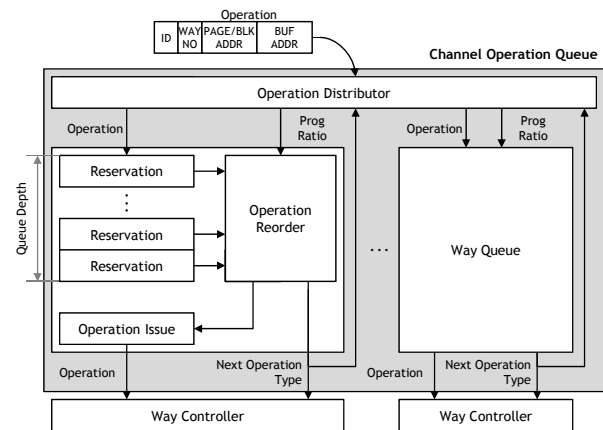 Operation
ID WAY NO PAGE/BLK ADDR BUF ADDR
Channel Operation Queue
Operation Distributor
Operation
Prog Ratio
Operation
Prog Ratio
Queue Depth
Reservation
⋮
Reservation
Reservation
Operation Reorder
...
Way Queue
Operation Issue
Operation
Next Operation Type
Operation
Next Operation Type
Way Controller
Way Controller